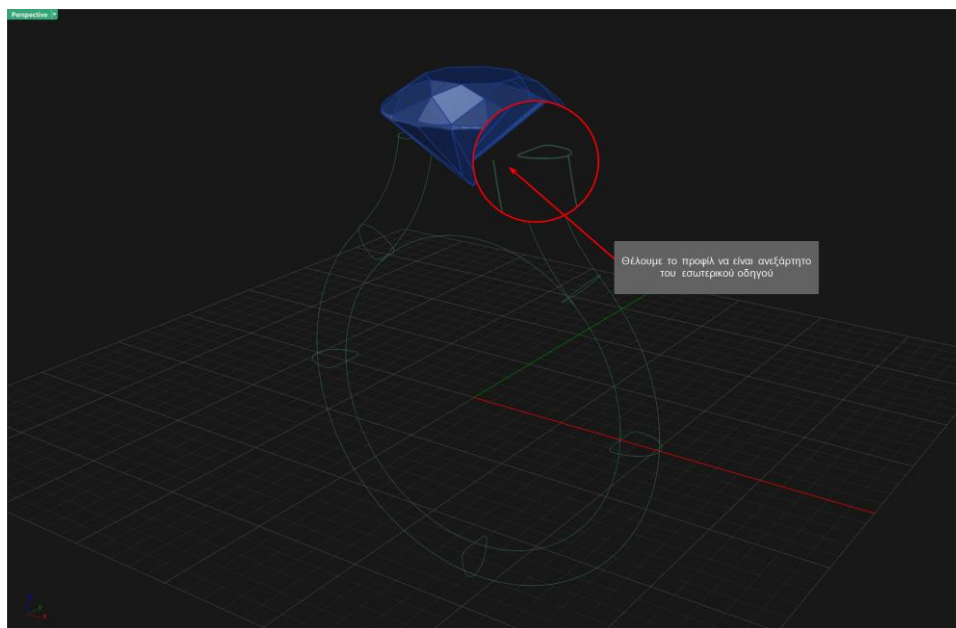 Perspective
Θέλουμε το προφίλ να είναι ανεξάρτητο
του εσωτερικού οδηγού
z
y
x